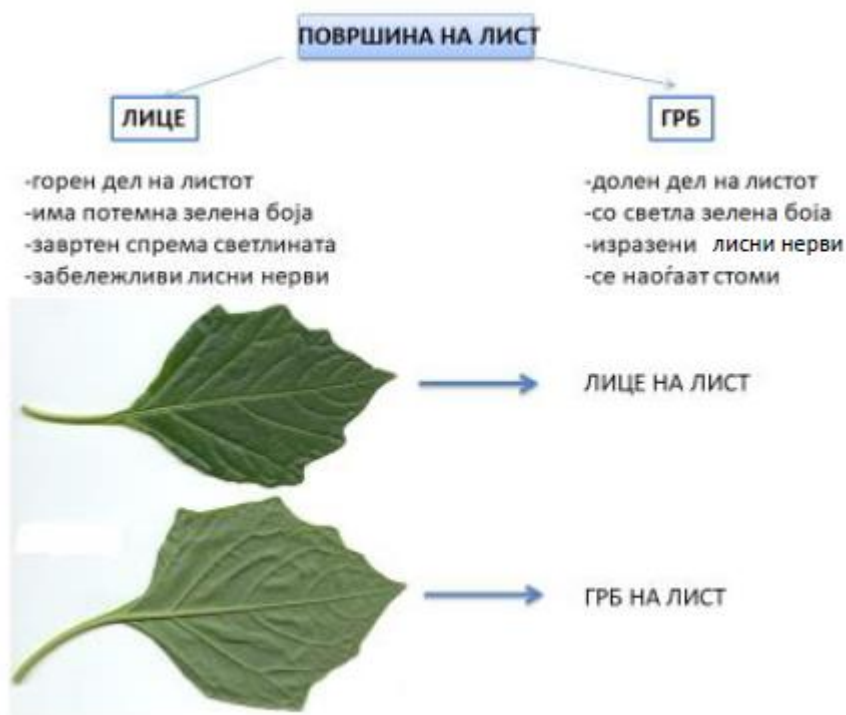 ПОВРШИНА НА ЛИСТ
ЛИЦЕ
-горен дел на листот
-има потемна зелена боја
-завртен спрема светлината
-забележливи лисни нерви
ГРБ
-долен дел на листот
-со светла зелена боја
-изразени лисни нерви
-се наоѓаат стоми
ЛИЦЕ НА ЛИСТ
ГРБ НА ЛИСТ